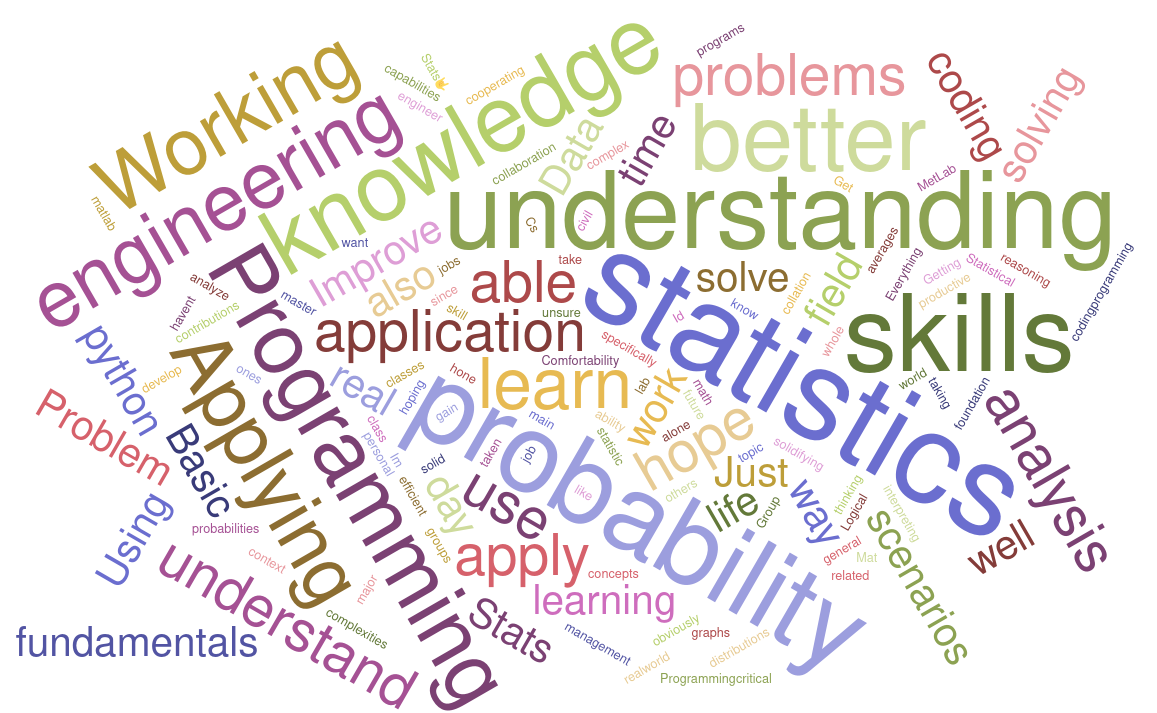 programs
Working
knowledge
Stats
capabilities
cooperating
engineer
engineering
problems
coding
solving
better
time
Data
complex
collaboration
matlab
understanding
Get
MetLab
Cs
civil
want
Improve
also
jobs
take
able
since
skill
unsure
master
analyze
havent
contributions
statistics
solve
know
Id
collation
field
averages
Everything
Getting
Statistical
productive
reasoning
codingprogramming
skills
whole
Programming
application
python
Applying
develop
ones
Comfortability
specifically
classes
hone
hoping
real
learn
lab
work
math
future
world
taking
foundation
analysis
Problem
Basic
class
personal
Im
gain
probability
main
ability
alone
hope
statistic
topic
solidifying
Just
solid
taken
job
efficient
day
use
like
others
life
Group
way
thinking
Logical
interpreting
scenarios
well
Using
probabilities
groups
context
major
understand
apply
concepts
general
Mat
related
fundamentals
complexities
Stats
learning
management
obviously
graphs
distributions
realworld
Programmingcritical